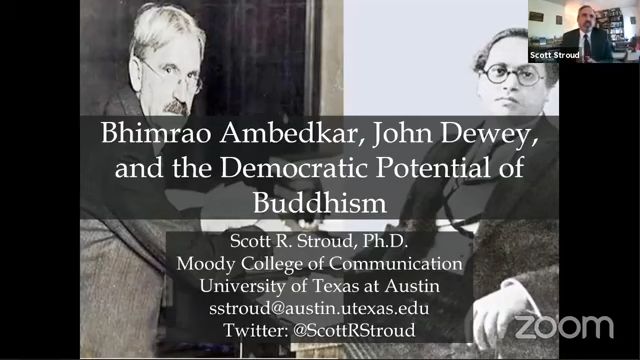 Scott Stroud
Bhimrao Ambedkar, John Dewey,
and the Democratic Potential of
Buddhism
Scott R. Stroud, Ph.D.
Moody College of Communication
University of Texas at Austin
sstroud@austin.utexas.edu
Twitter: @ScottRStroud
zoom